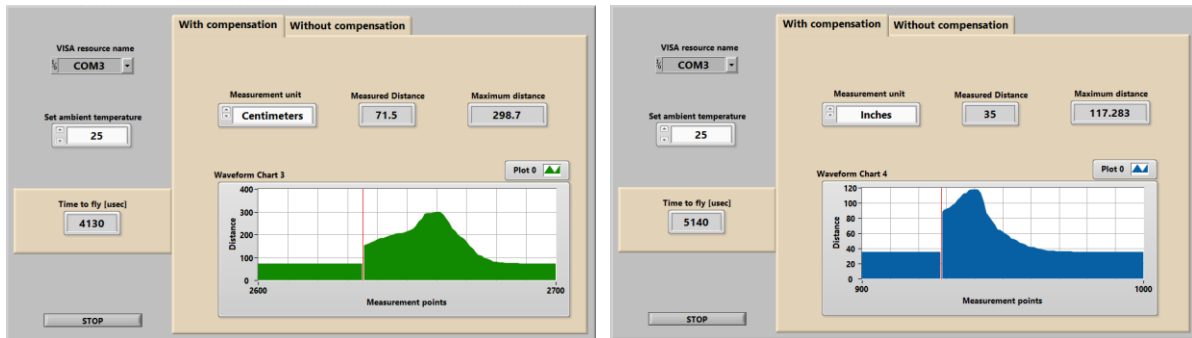 With compensation
Without compensation
VISA resource name
COM3
Measurement unit
Measured Distance
Maximum distance
Centimeters
71.5
298.7
Set ambient temperature
25
Plot 0
Waveform Chart 3
400
300
200
100
0
Distance
2600
2700
Measurement points
Time to fly [usec]
4130
STOP
With compensation
Without compensation
VISA resource name
COM3
Measurement unit
Measured Distance
Maximum distance
Inches
35
117.283
Set ambient temperature
25
Plot 0
Waveform Chart 4
120
100
80
60
40
20
0
Distance
900
1000
Measurement points
Time to fly [usec]
5140
STOP